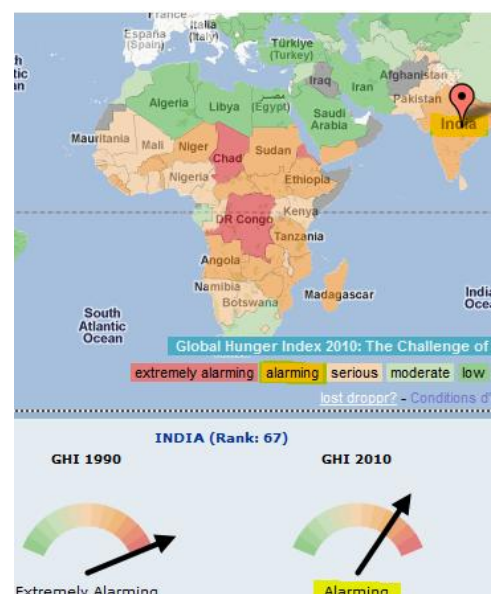 France
Italia
(Italy)
España
(Spain)
Türkiye
(Turkey)
Afghanistan
Iraq
Iran
Pakistan
Algeria
Libya
مصر
(Egypt)
Saudi
Arabia
India
Mauritania
Mali
Niger
Chad
Sudan
Nigeria
Ethiopia
DR Congo
Kenya
Tanzania
Angola
Namibia
Botswana
Madagascar
South
Atlantic
Ocean
Global Hunger Index 2010: The Challenge of
extremely alarming alarming serious moderate low
lost droppr? - Conditions d'
INDIA (Rank: 67)
GHI 1990 GHI 2010
Extremely Alarming Alarming